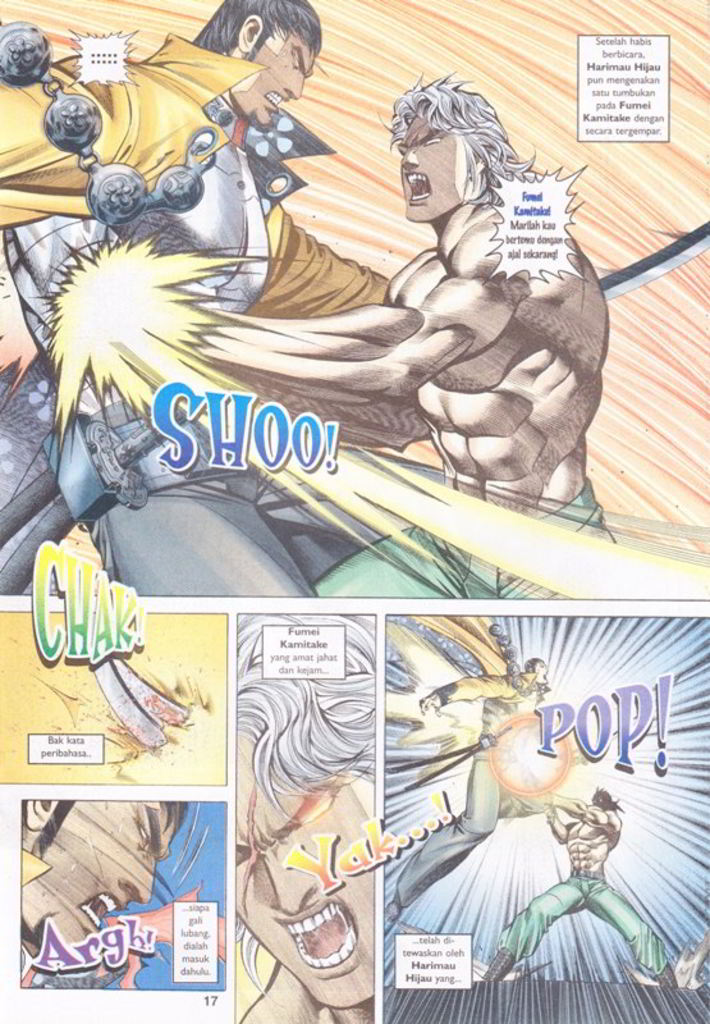 ......
Setelah habis
berbicara,
Harimau Hijau
pun mengenakan
satu tumbukan
pada Fumei
Kamitake dengan
secara tergempar.
Fumei
Kamitake!
Marilah kau
bertemu dengan
ajal sekarang!
SHOO!
CHAK!
Bak kata
peribahasa..
Argh!
...siapa
gali
lubang,
dialah
masuk
dahulu.
Fumei
Kamitake
yang amat jahat
dan kejam...
Yak....!
POP!
...telah di-
tewaskan oleh
Harimau
Hijau yang...
17